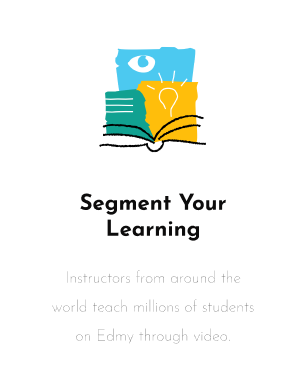 Segment Your
Learning
Instructors from around the
world teach millions of students
on Edmy through video.